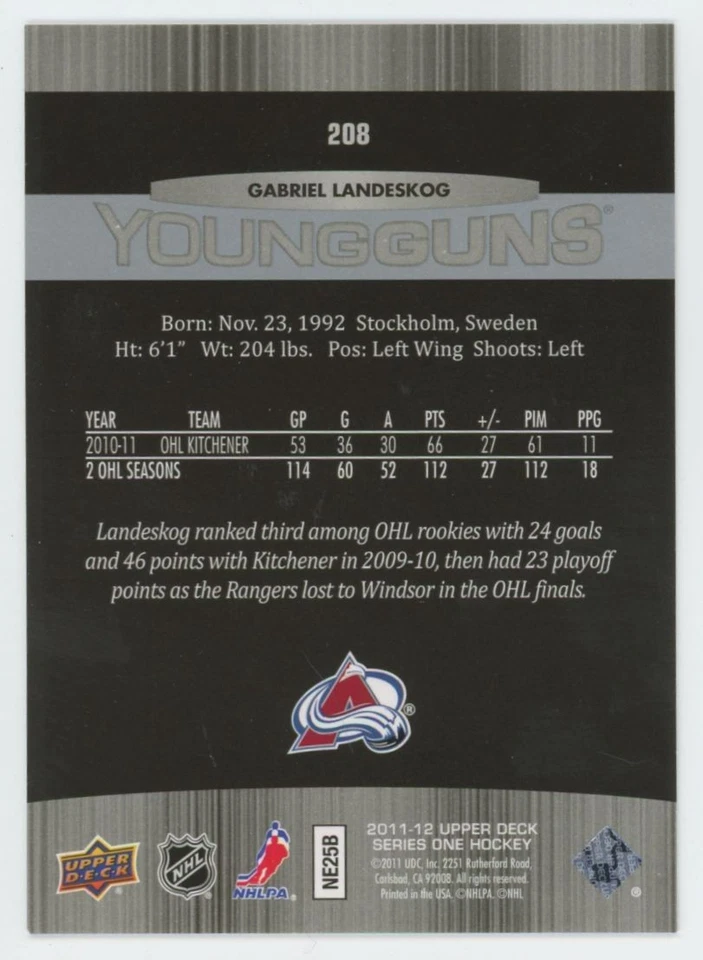 208
GABRIEL LANDESKOG
YOUNGGUNS®
Born: Nov. 23, 1992 Stockholm, Sweden
Ht: 6'1" Wt: 204 lbs. Pos: Left Wing Shoots: Left
YEAR TEAM GP G A PTS +/- PIM PPG
2010-11 OHL KITCHENER 53 36 30 66 27 61 11
2 OHL SEASONS 114 60 52 112 27 112 18
Landeskog ranked third among OHL rookies with 24 goals
and 46 points with Kitchener in 2009-10, then had 23 playoff
points as the Rangers lost to Windsor in the OHL finals.
A ®
UPPER
D·E·C·K ®
NHL ®
NHLPA ®
NE25B
2011-12 UPPER DECK
SERIES ONE HOCKEY
©2011 UDC, Inc. 2251 Rutherford Road,
Carlsbad, CA 92008. All rights reserved.
Printed in the USA. ©NHLPA. ©NHL
®